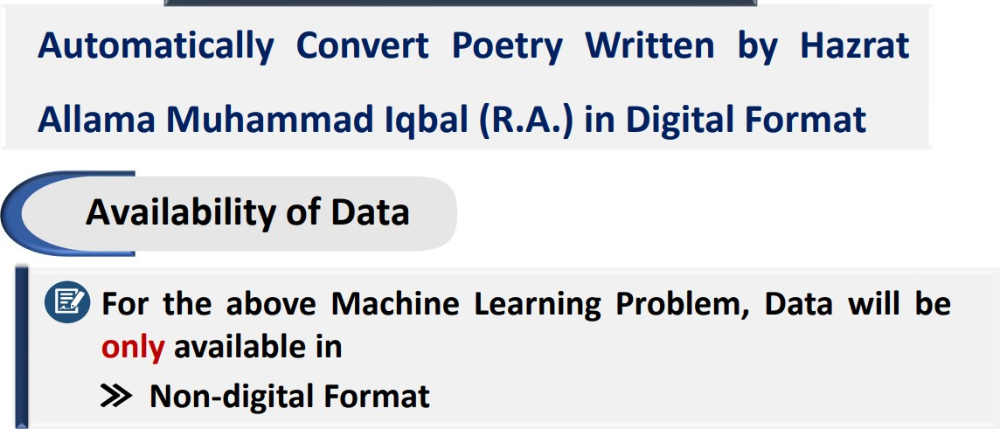 Automatically Convert Poetry Written by Hazrat
Allama Muhammad Iqbal (R.A.) in Digital Format
Availability of Data
For the above Machine Learning Problem, Data will be
only available in
Non-digital Format